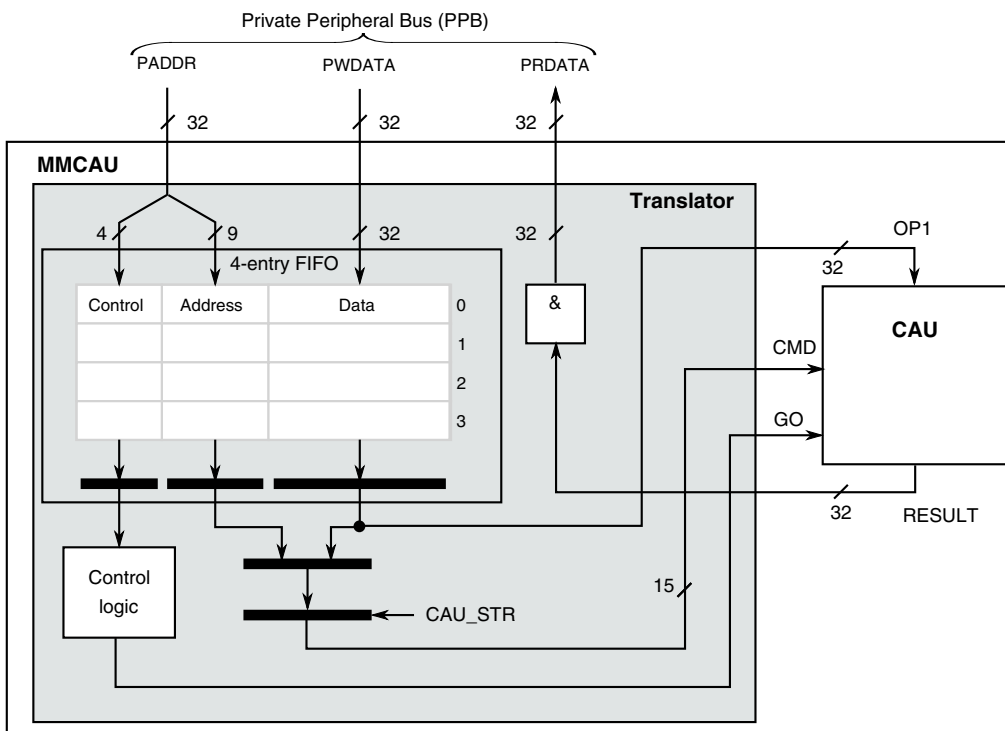 Private Peripheral Bus (PPB)
PADDR PWDATA PRDATA
32 32 32
MMCAU
Translator
4 9 32 32 OP1
4-entry FIFO 32
Control Address Data 0 &
CAU
1 CMD
2
3 GO
32 RESULT
Control logic
15
CAU_STR